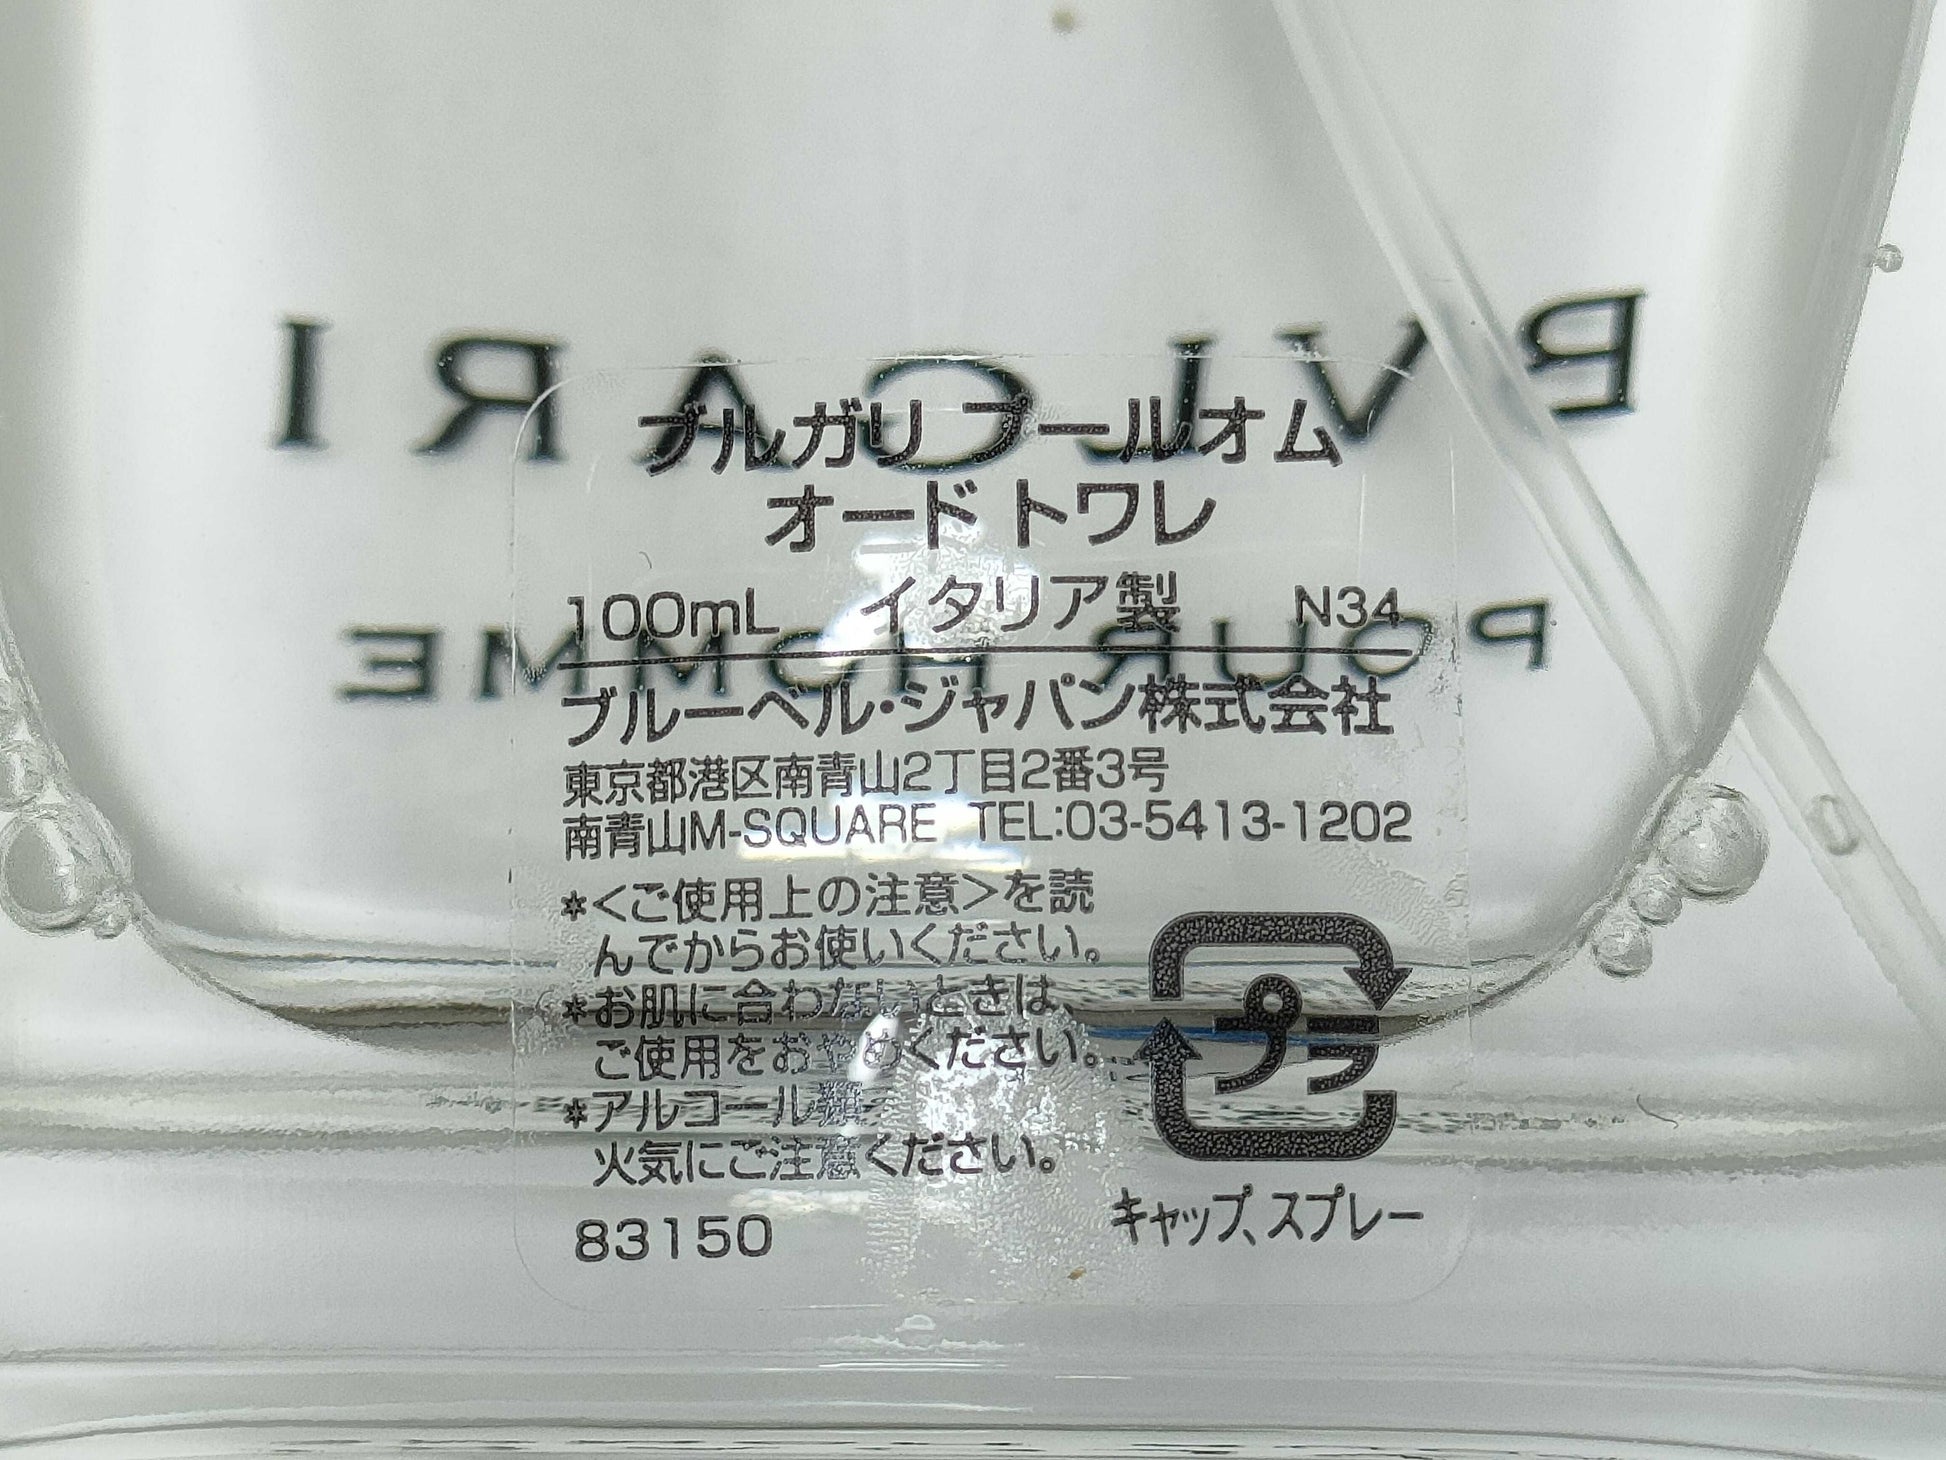 BVLGARI
ブルガリ プールオム
オード トワレ
100mL イタリア製 N34
POUR HOMME
ブルーベル・ジャパン株式会社
東京都港区南青山2丁目2番3号
南青山M-SQUARE TEL:03-5413-1202
*<ご使用上の注意>を読
んでからお使いください。
*お肌に合わないときは、
ご使用をおやめください。
*アルコール類
火気にご注意ください。
プラ
キャップ、スプレー
83150